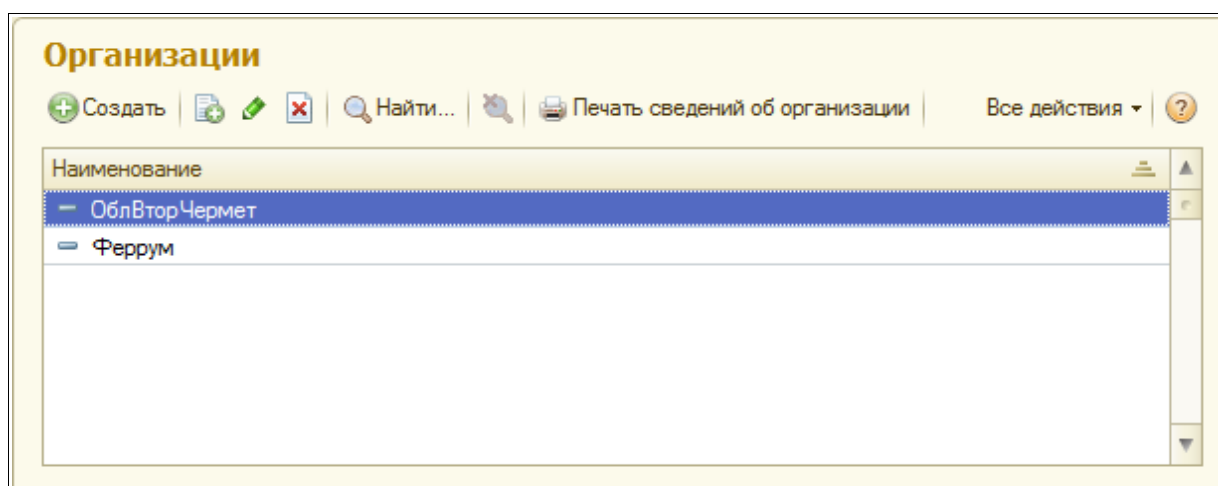 Организации
Создать Найти... Печать сведений об организации Все действия ?
Наименование
ОблВторЧермет
Феррум